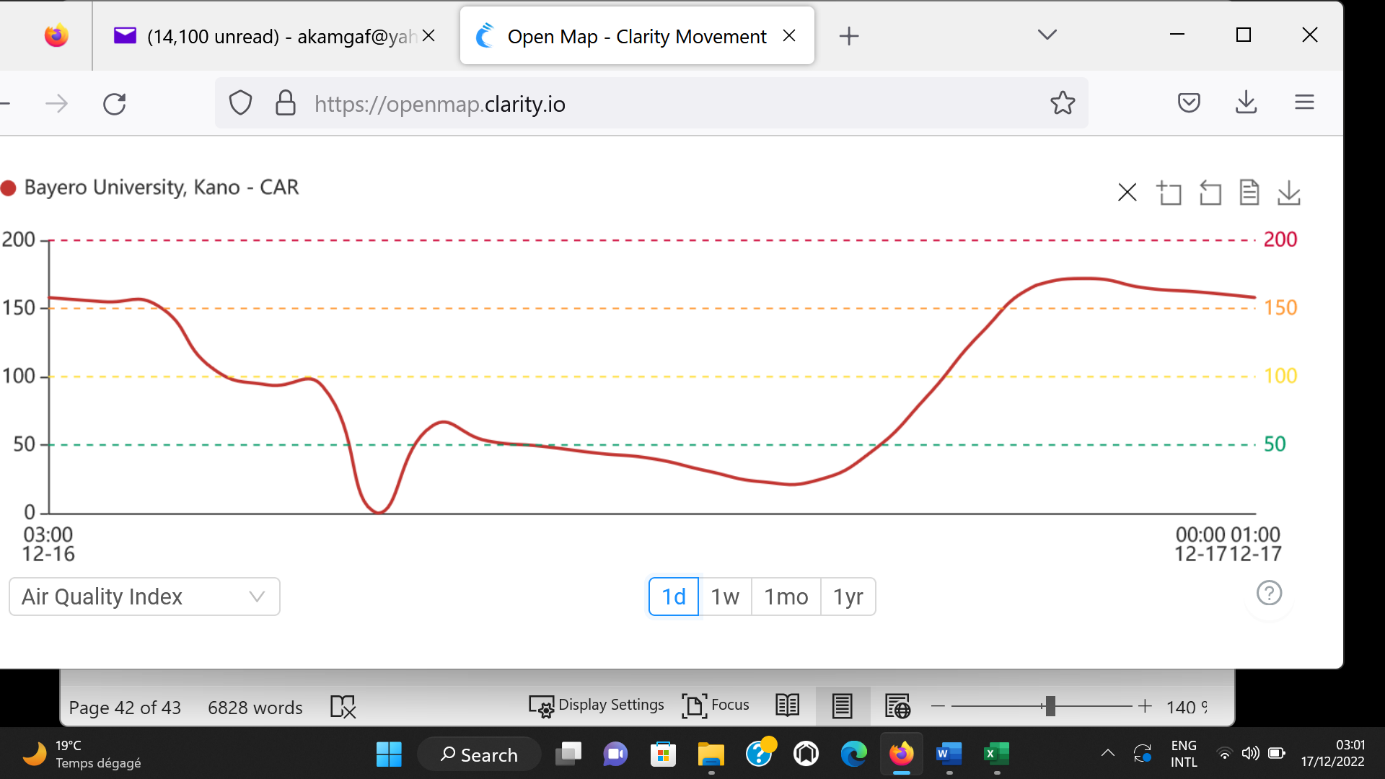 (14,100 unread) - akamgaf@yah
Open Map - Clarity Movement
https://openmap.clarity.io
Bayero University, Kano - CAR
200 200
150 150
100 100
50 50
0
03:00 00:00 01:00
12-16 12-17 12-17
Air Quality Index 1d 1w 1mo 1yr
Page 42 of 43 6828 words Display Settings Focus 140 %
19°C
Temps dégagé
Search
ENG
INTL
03:01
17/12/2022